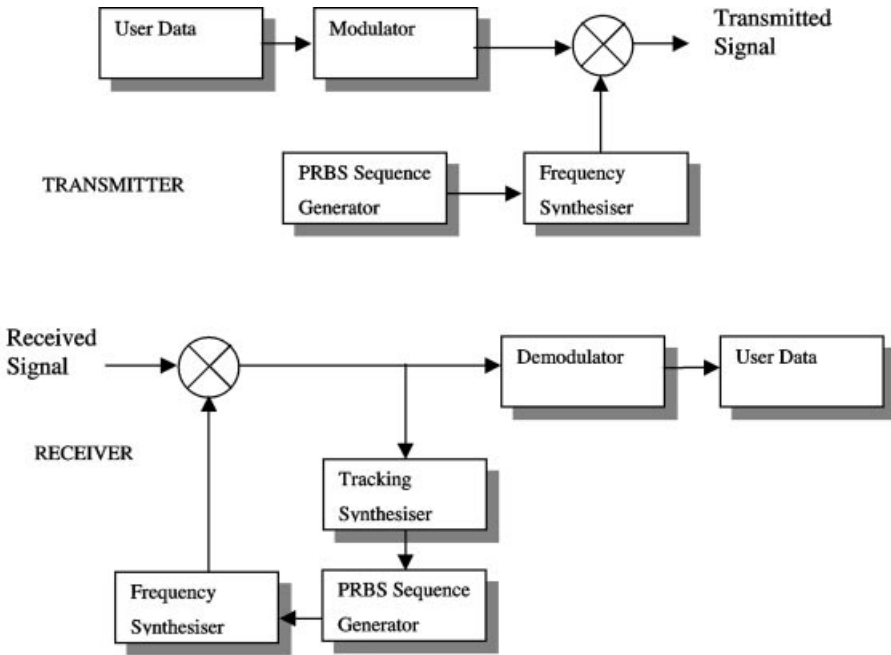 User Data
Modulator
Transmitted
Signal
TRANSMITTER
PRBS Sequence
Generator
Frequency
Synthesiser
Received
Signal
Demodulator
User Data
RECEIVER
Tracking
Synthesiser
Frequency
Synthesiser
PRBS Sequence
Generator